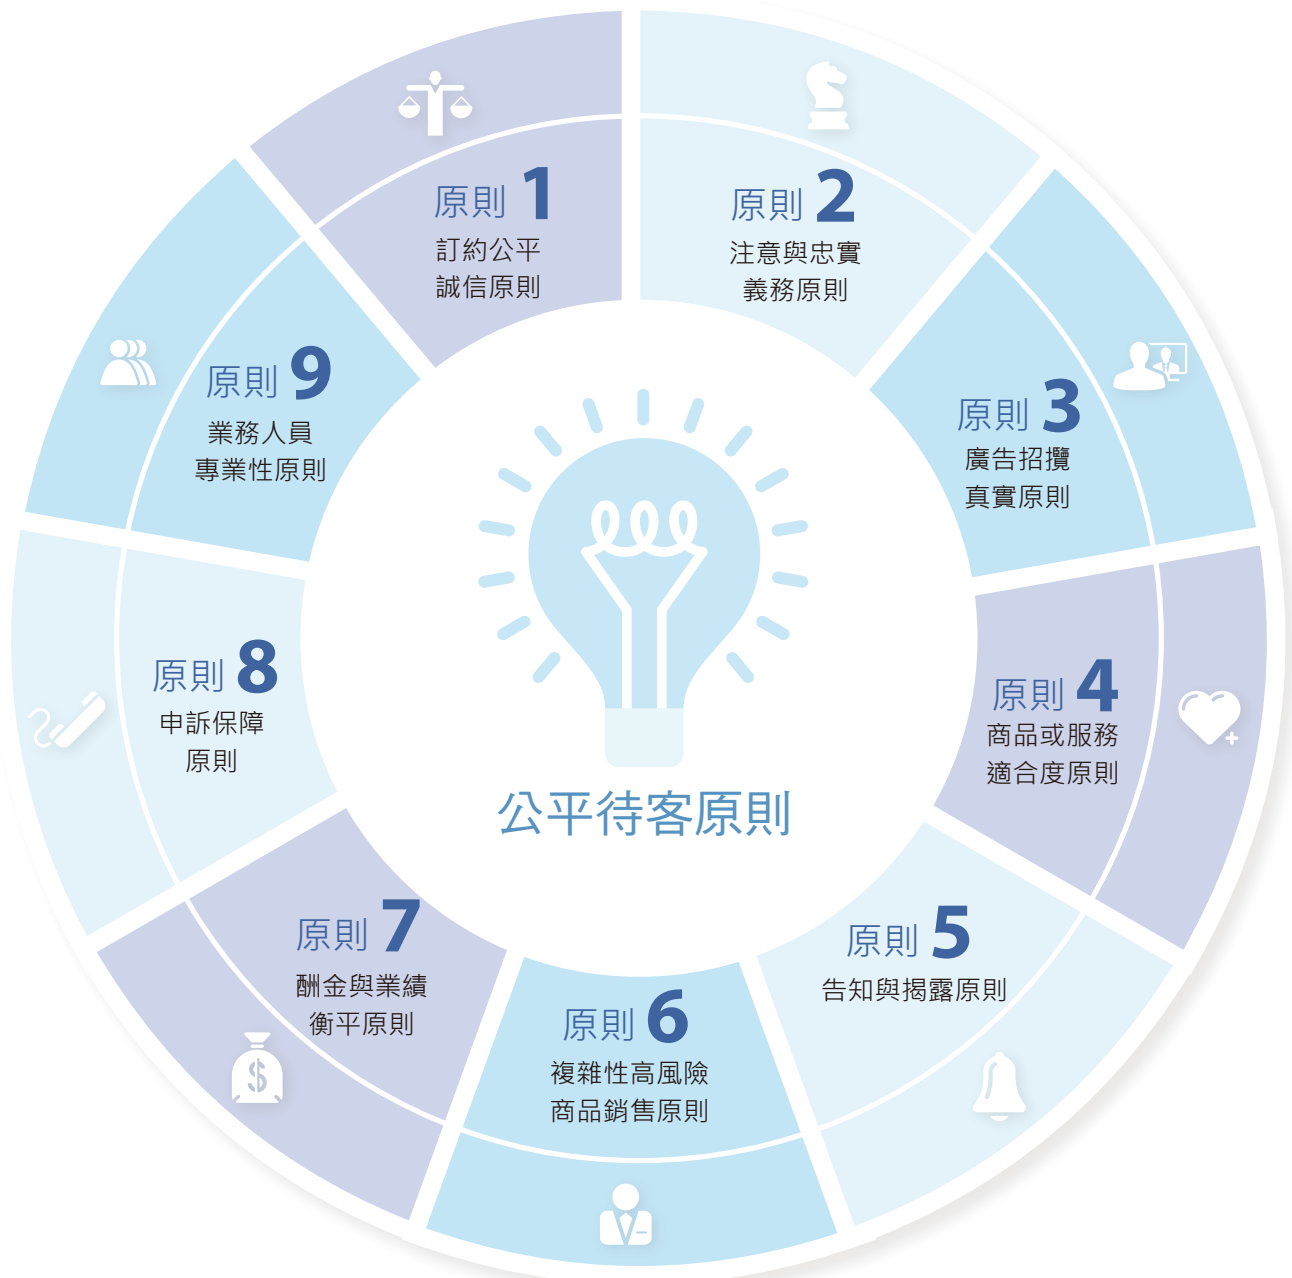 原則 1
訂約公平
誠信原則
原則 2
注意與忠實
義務原則
原則 3
廣告招攬
真實原則
原則 4
商品或服務
適合度原則
原則 5
告知與揭露原則
原則 6
複雜性高風險
商品銷售原則
原則 7
酬金與業績
衡平原則
原則 8
申訴保障
原則
原則 9
業務人員
專業性原則
公平待客原則
$